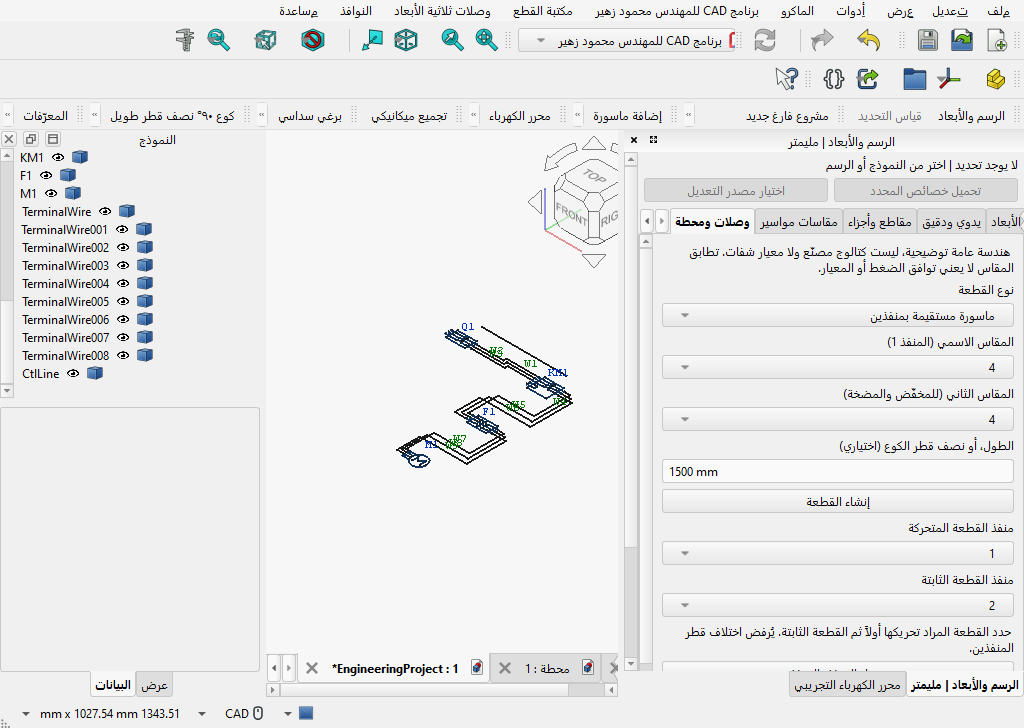 ملف تعديل عرض أدوات الماكرو برنامج CAD للمهندس محمود زهير مكتبة القطع وصلات ثلاثية الأبعاد النوافذ مساعدة
برنامج CAD للمهندس محمود زهير
الرسم والأبعاد قياس التحديد مشروع فارغ جديد » إضافة ماسورة » محرر الكهرباء » تجميع ميكانيكي برغي سداسي » كوع ٩٠° نصف قطر طويل » المعرّفات »
الرسم والأبعاد | مليمتر
لا يوجد تحديد | اختر من النموذج أو الرسم
تحميل خصائص المحدد اختيار مصدر التعديل
الأبعاد يدوي ودقيق مقاطع وأجزاء مقاسات مواسير وصلات ومحطة
هندسة عامة توضيحية، ليست كتالوج مصنّع ولا معيار شفات. تطابق
المقاس لا يعني توافق الضغط أو المعيار.
نوع القطعة
ماسورة مستقيمة بمنفذين
المقاس الاسمي (المنفذ 1)
4
المقاس الثاني (للمخفّض والمضخة)
4
الطول، أو نصف قطر الكوع (اختياري)
1500 mm
إنشاء القطعة
منفذ القطعة المتحركة
1
منفذ القطعة الثابتة
2
حدد القطعة المراد تحريكها أولاً ثم القطعة الثابتة. يُرفض اختلاف قطر
المنفذين.
الرسم والأبعاد | مليمتر محرر الكهرباء التجريبي
TOP
FRONT
RIG
Q1
W1
KM1
F1
W7
النموذج
KM1
F1
M1
TerminalWire
TerminalWire001
TerminalWire002
TerminalWire003
TerminalWire004
TerminalWire005
TerminalWire006
TerminalWire007
TerminalWire008
CtlLine
عرض البيانات
محطة : 1
*EngineeringProject : 1
CAD
1343.51 mm x 1027.54 mm